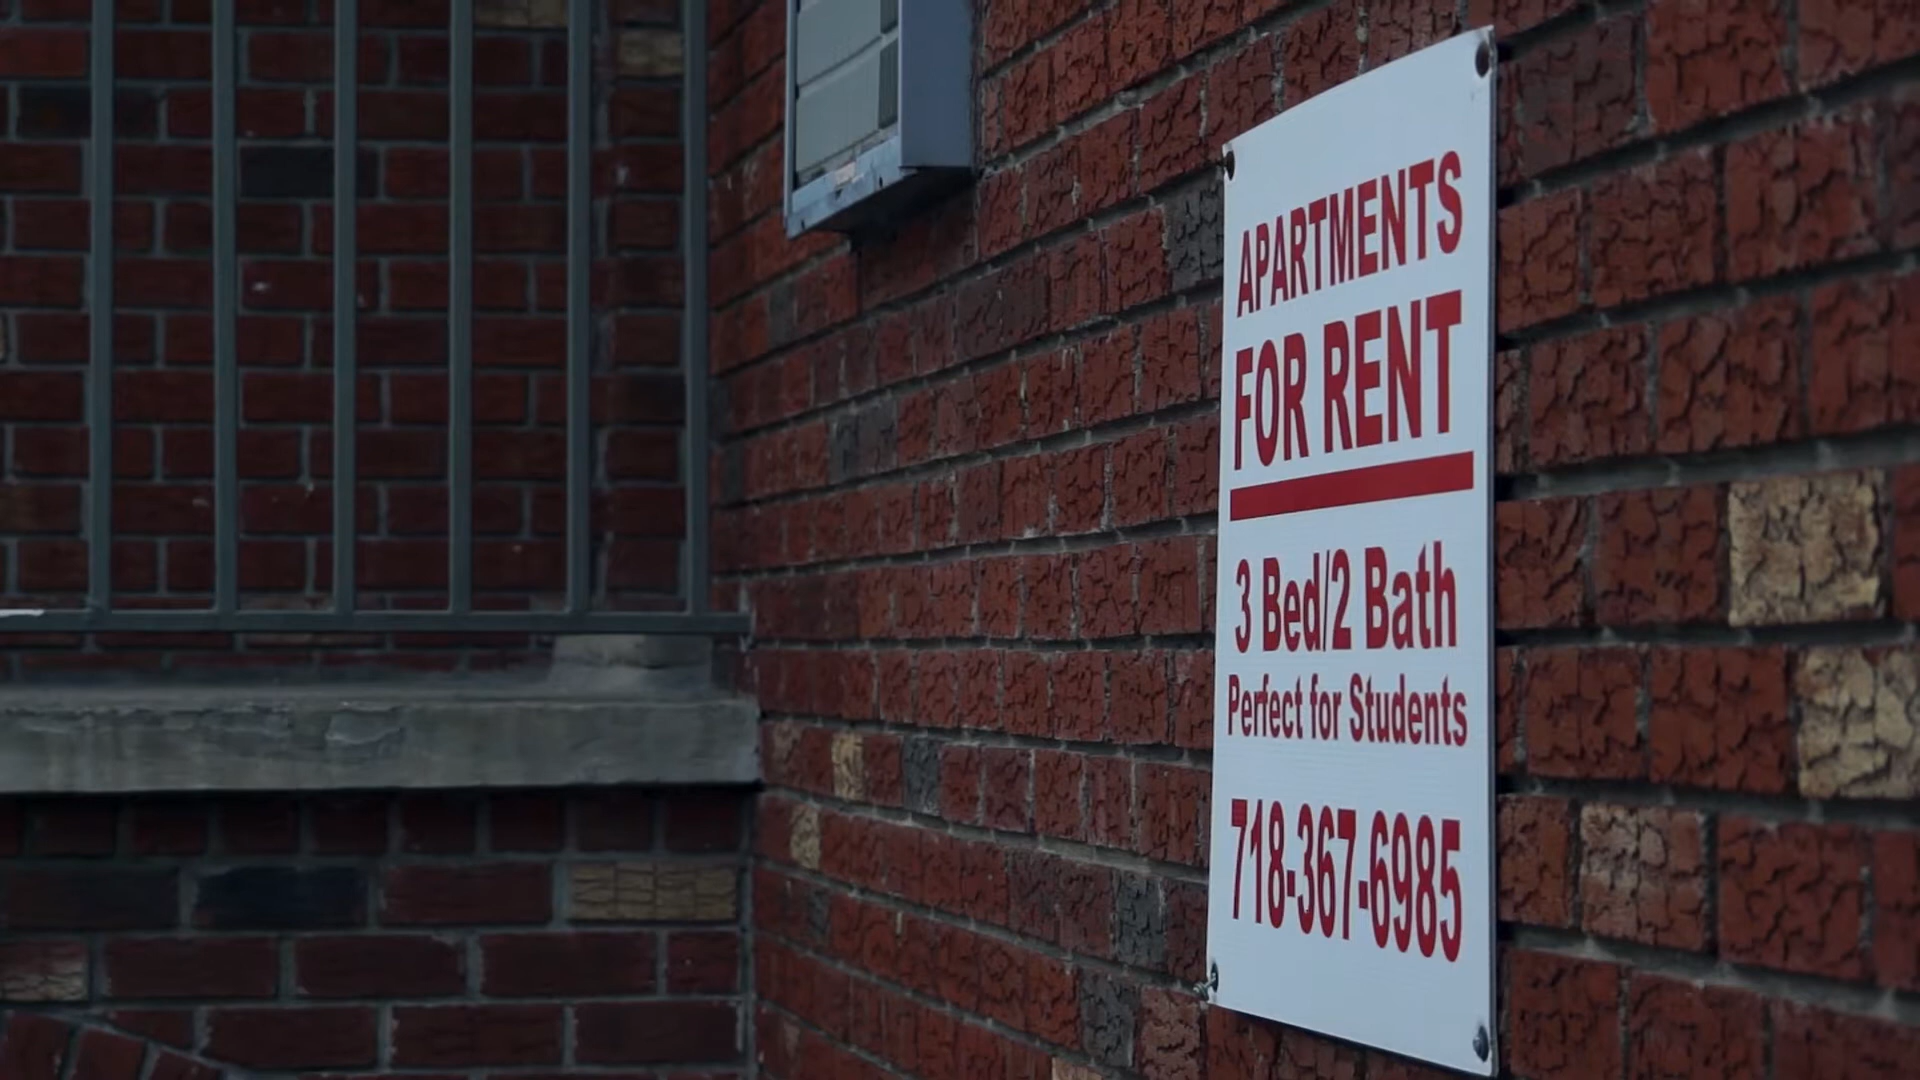 APARTMENTS
FOR RENT
3 Bed/2 Bath
Perfect for Students
718-367-6985